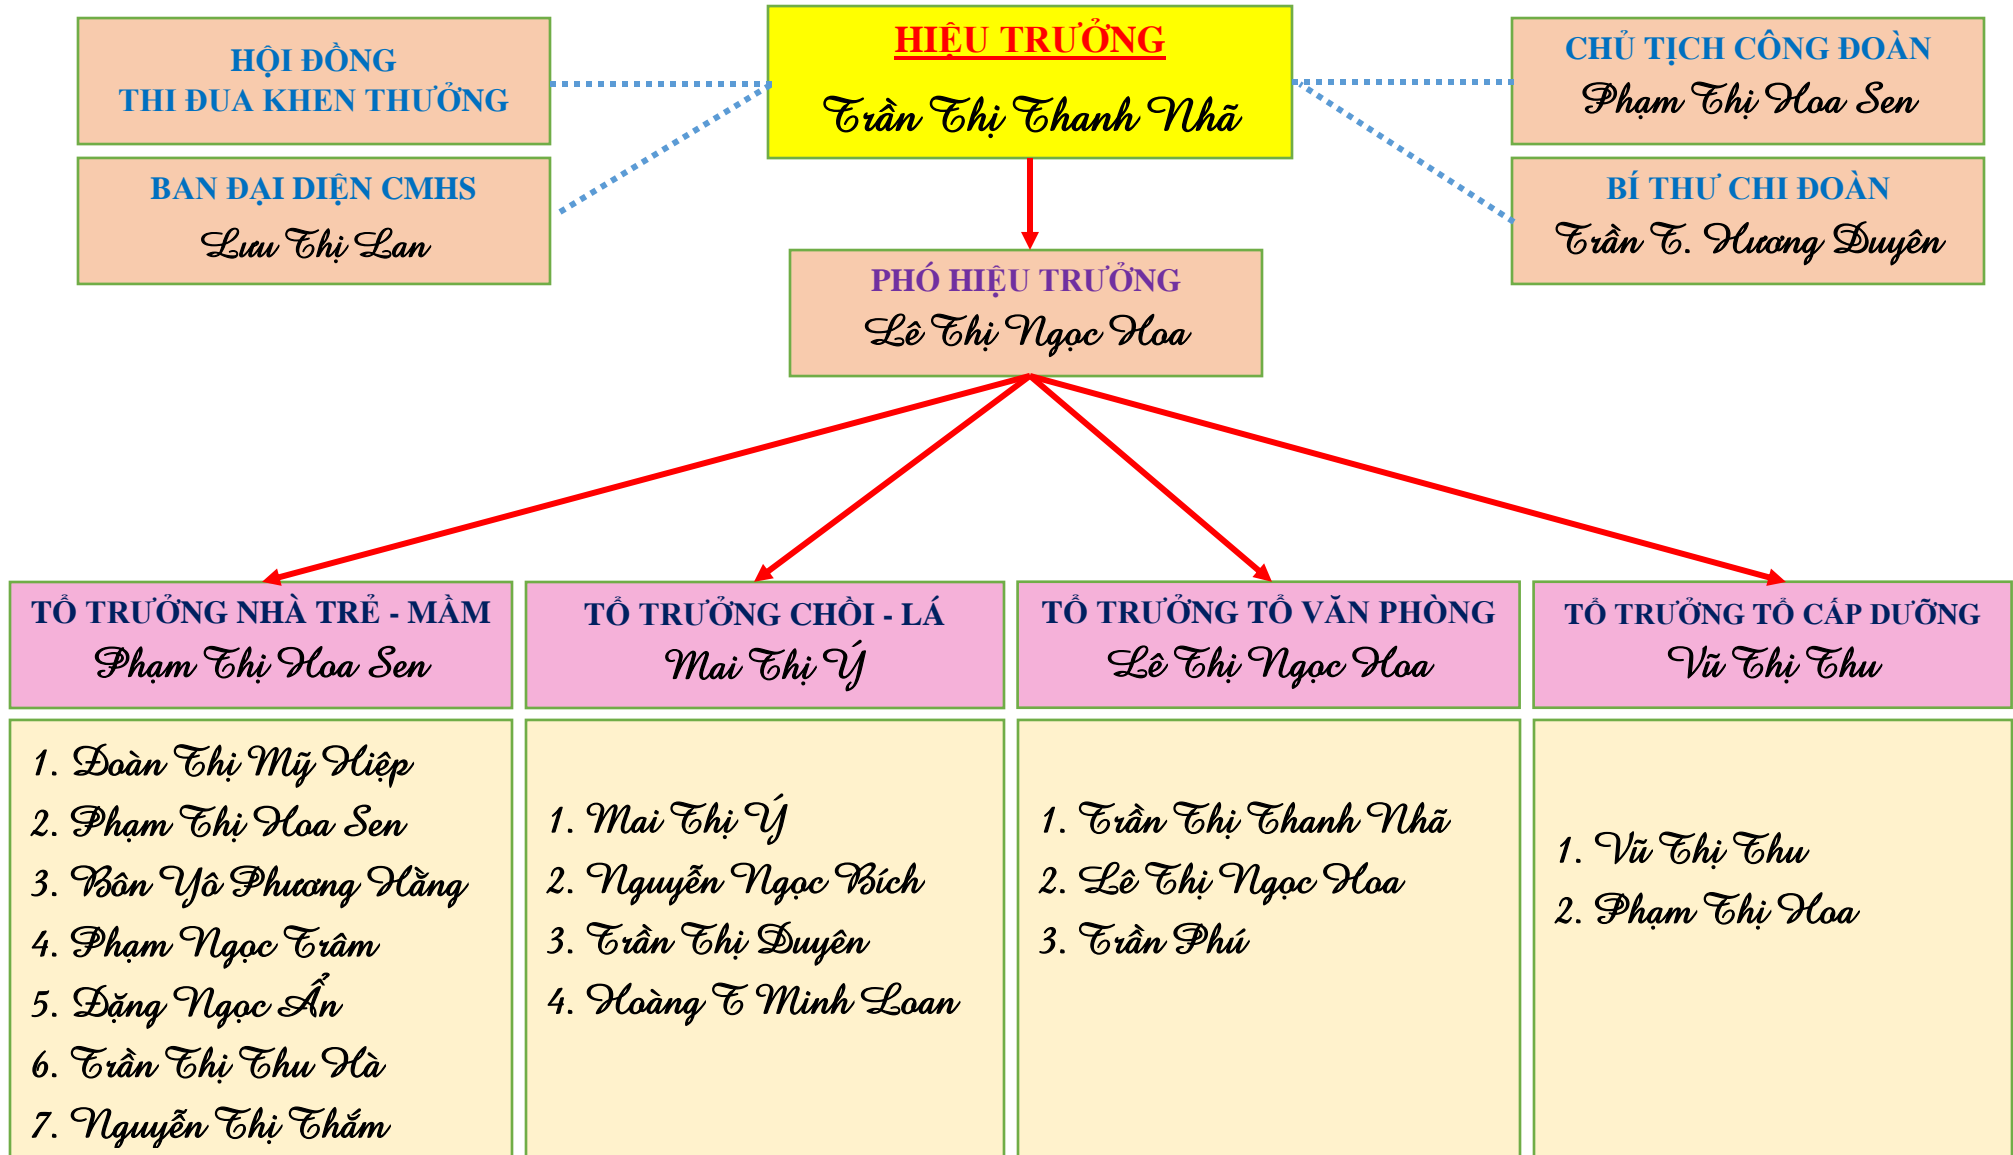 HỘI ĐỒNG
THI ĐUA KHEN THƯỞNG
BAN ĐẠI DIỆN CMHS
Lưu Thị Lan
HIỆU TRƯỞNG
Trần Thị Thanh Nhã
CHỦ TỊCH CÔNG ĐOÀN
Phạm Thị Hoa Sen
BÍ THƯ CHI ĐOÀN
Trần T. Hương Duyên
PHÓ HIỆU TRƯỞNG
Lê Thị Ngọc Hoa
TỔ TRƯỞNG NHÀ TRẺ - MẦM
Phạm Thị Hoa Sen
1. Đoàn Thị Mỹ Hiệp
2. Phạm Thị Hoa Sen
3. Bôn Yô Phương Hằng
4. Phạm Ngọc Trâm
5. Đặng Ngọc Ẩn
6. Trần Thị Thu Hà
7. Nguyễn Thị Thắm
TỔ TRƯỞNG CHỒI - LÁ
Mai Thị Ý
1. Mai Thị Ý
2. Nguyễn Ngọc Bích
3. Trần Thị Duyên
4. Hoàng T Minh Loan
TỔ TRƯỞNG TỔ VĂN PHÒNG
Lê Thị Ngọc Hoa
1. Trần Thị Thanh Nhã
2. Lê Thị Ngọc Hoa
3. Trần Phú
TỔ TRƯỞNG TỔ CẤP DƯỠNG
Vũ Thị Thu
1. Vũ Thị Thu
2. Phạm Thị Hoa